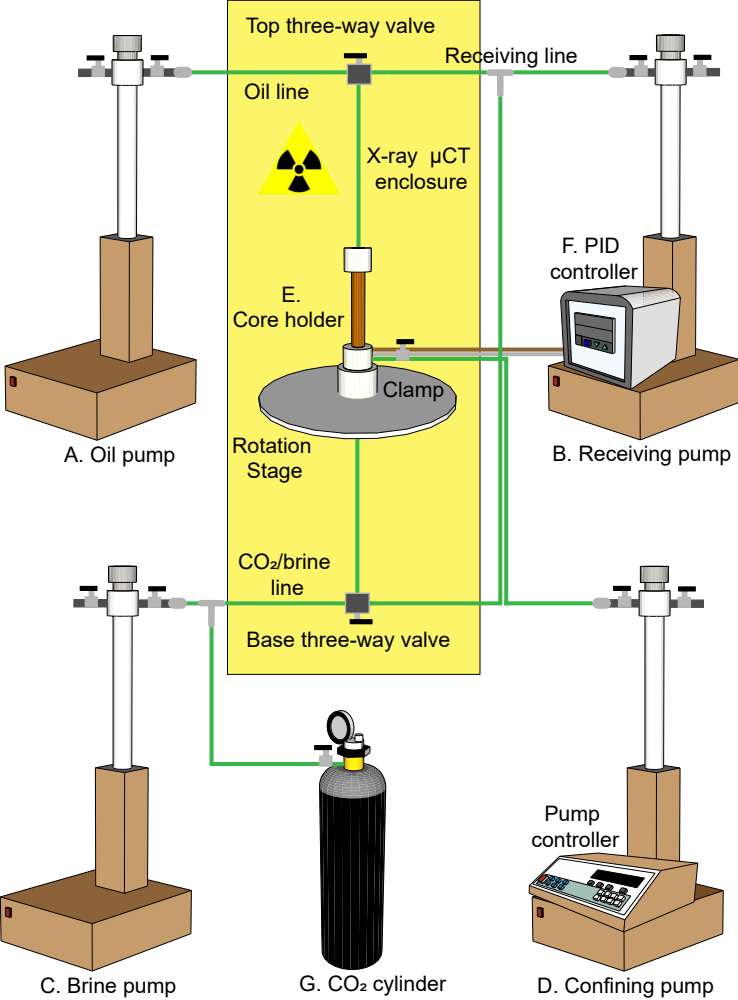 Top three-way valve
Receiving line
Oil line
X-ray µCT
enclosure
F. PID
controller
E.
Core holder
Clamp
Rotation
Stage
A. Oil pump
B. Receiving pump
CO₂/brine
line
Base three-way valve
Pump
controller
C. Brine pump
G. CO₂ cylinder
D. Confining pump